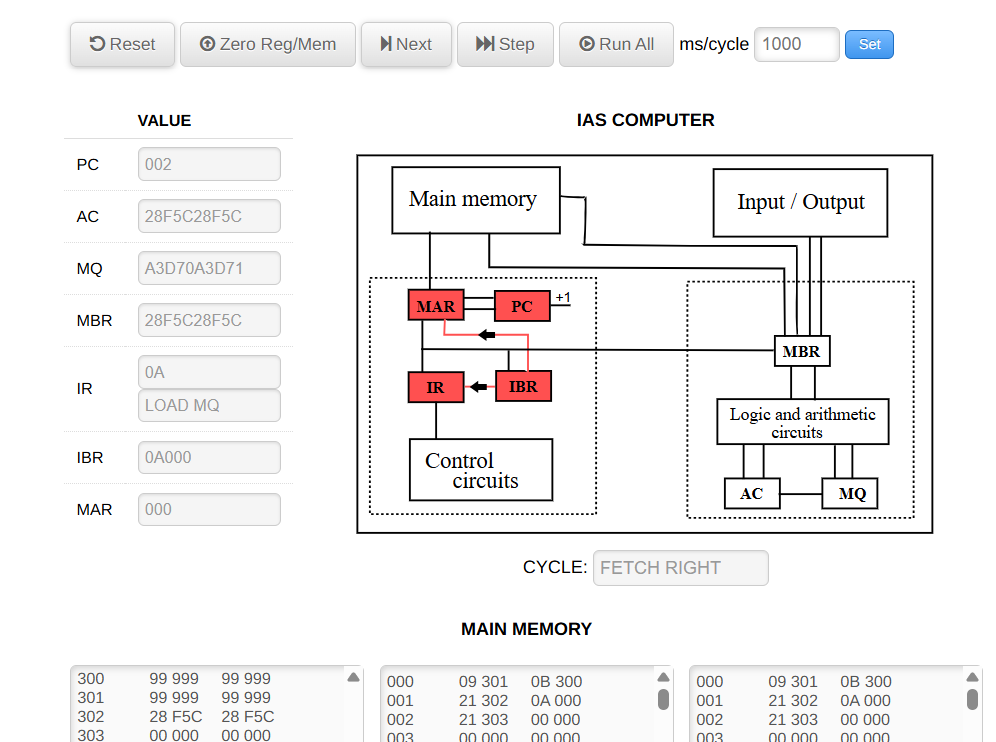 Reset Zero Reg/Mem Next Step Run All ms/cycle 1000 Set
VALUE
PC 002
AC 28F5C28F5C
MQ A3D70A3D71
MBR 28F5C28F5C
IR 0A
LOAD MQ
IBR 0A000
MAR 000
IAS COMPUTER
Main memory
Input / Output
MAR PC +1
MBR
IR IBR
Logic and arithmetic
circuits
Control
circuits
AC MQ
CYCLE: FETCH RIGHT
MAIN MEMORY
300 99 999 99 999
301 99 999 99 999
302 28 F5C 28 F5C
303 00 000 00 000
000 09 301 0B 300
001 21 302 0A 000
002 21 303 00 000
003 00 000 00 000
000 09 301 0B 300
001 21 302 0A 000
002 21 303 00 000
003 00 000 00 000